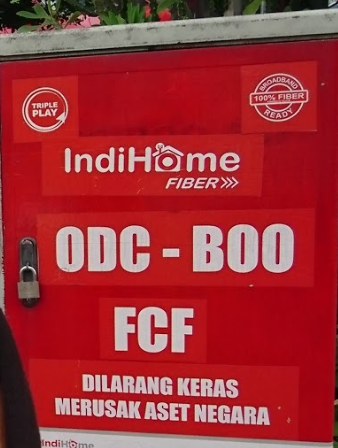 TRIPLE
PLAY
BROADBAND
100% FIBER
READY
IndiHome
FIBER
ODC - BOO
FCF
DILARANG KERAS
MERUSAK ASET NEGARA
IndiHome